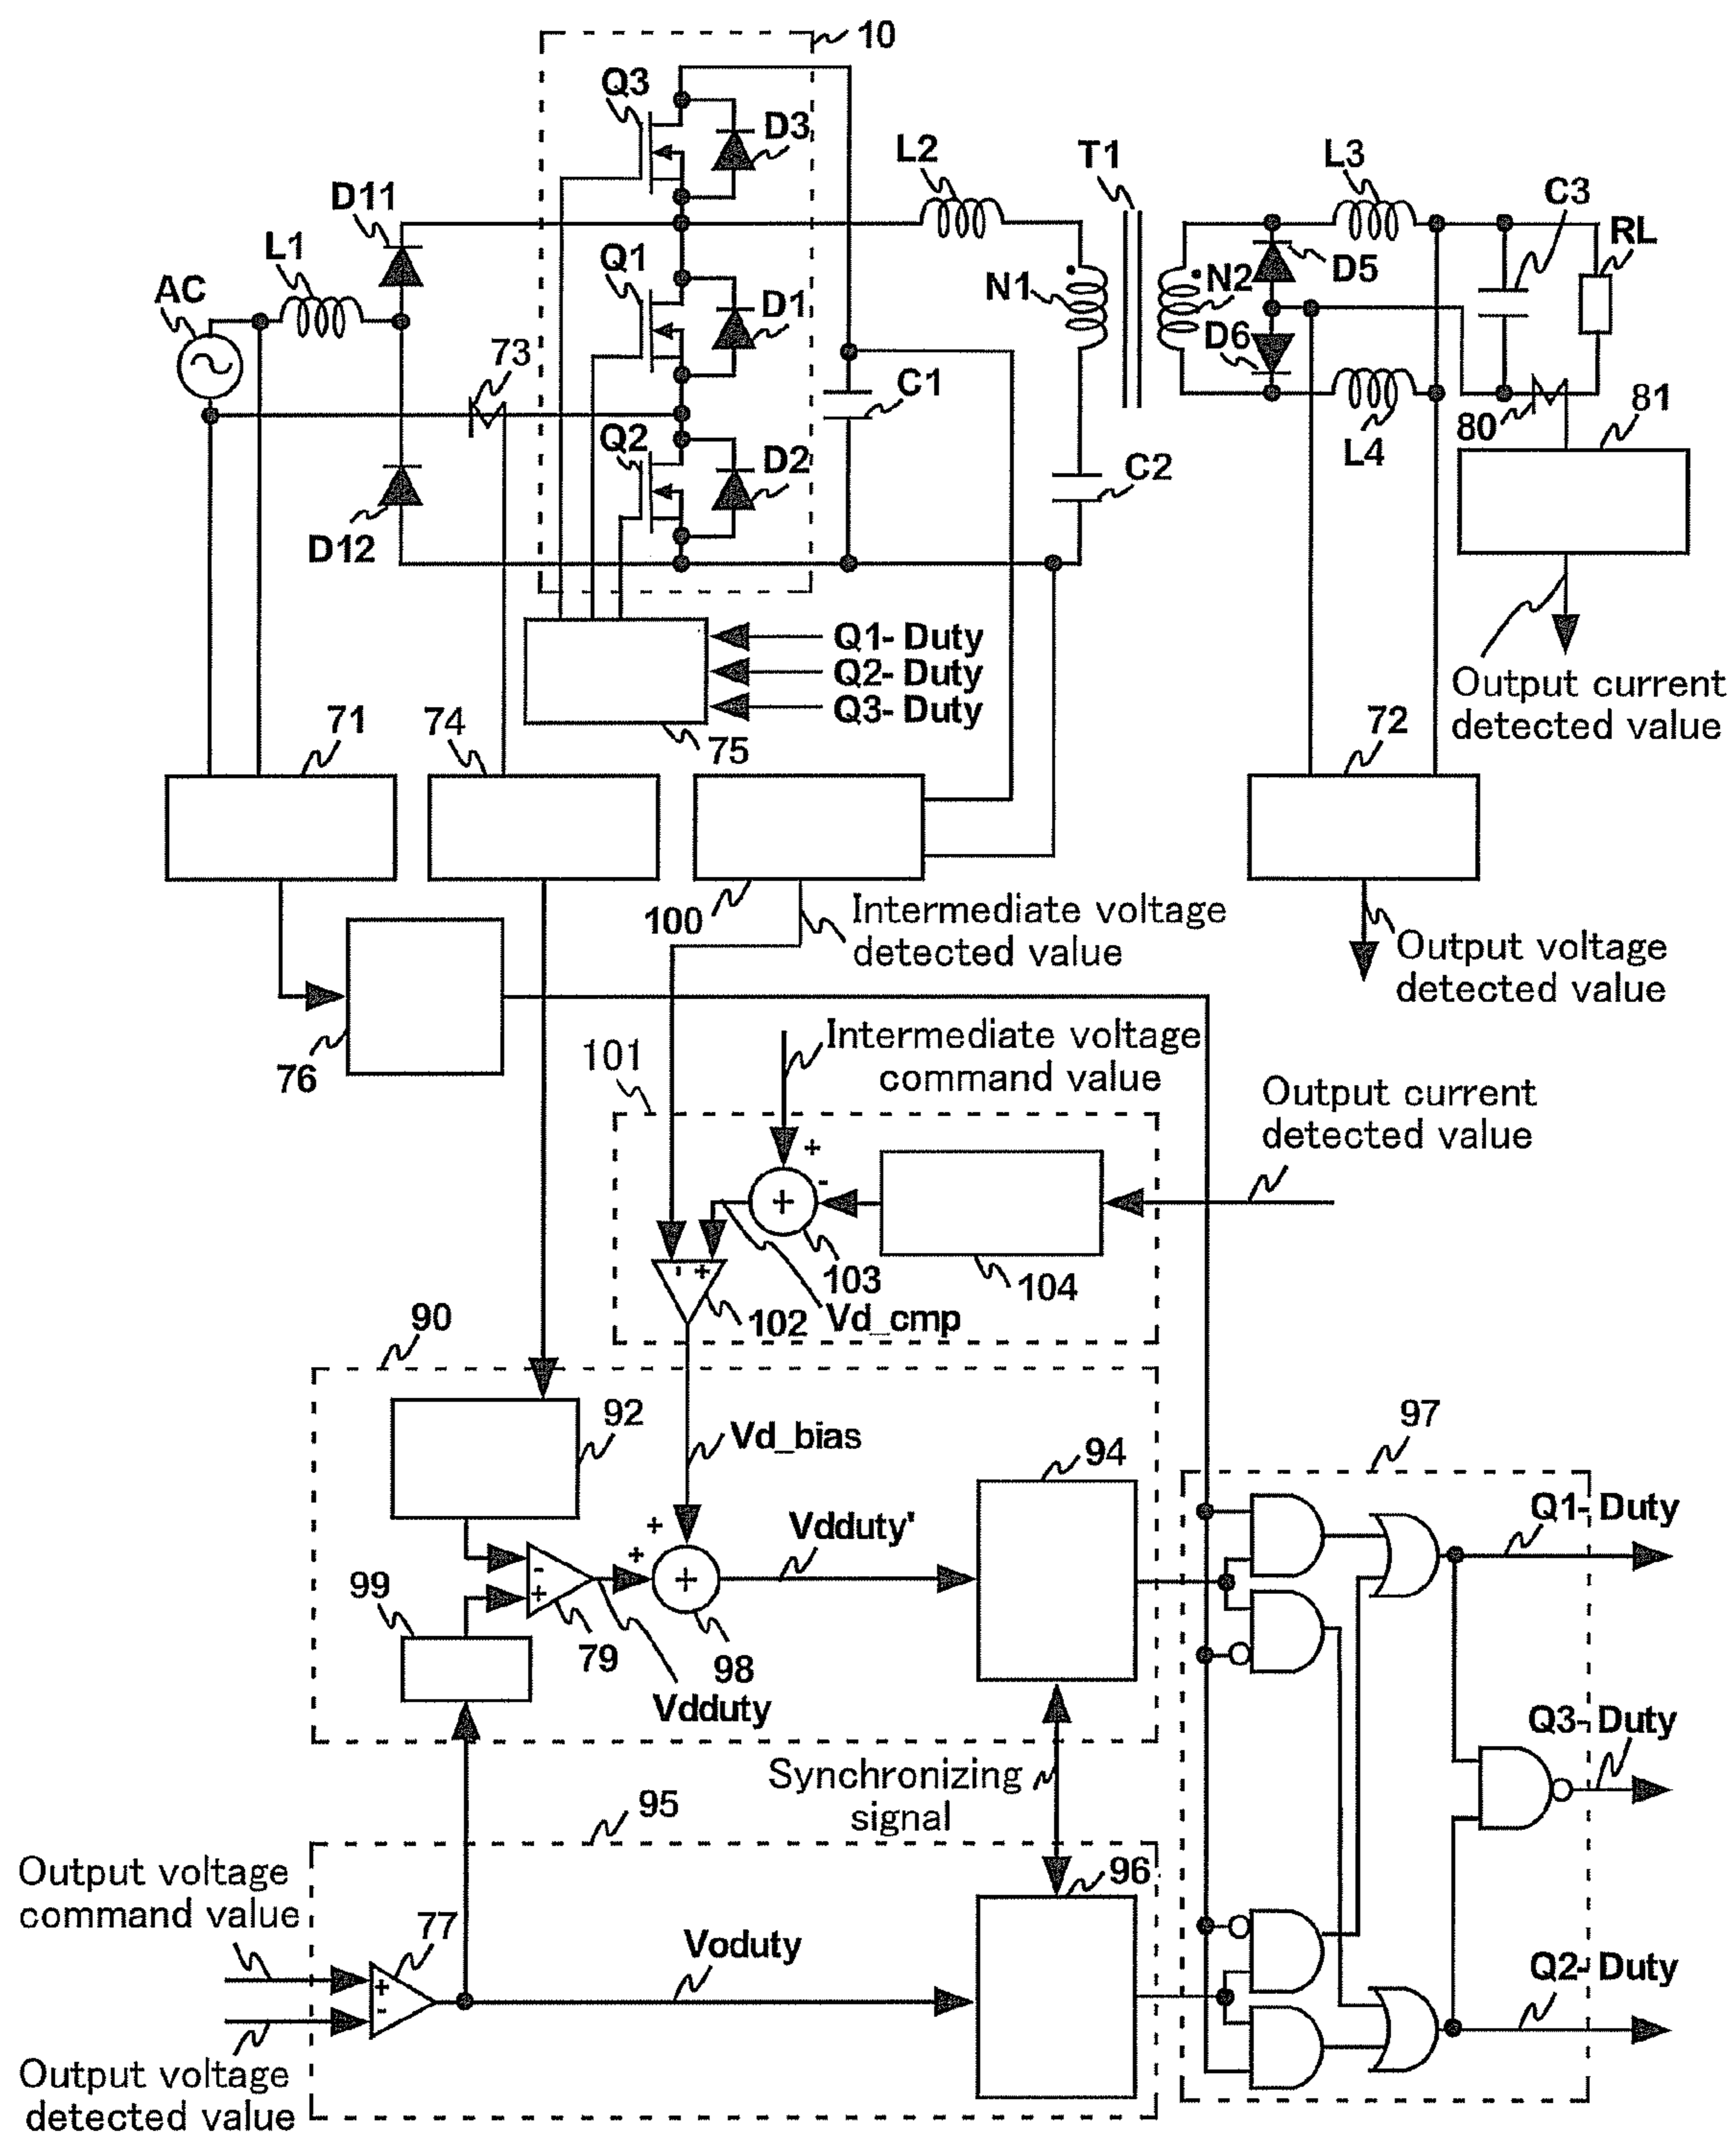 10
Q3
D3
L2
T1
L3
C3
RL
D11
L1
AC
Q1
D1
N1
N2
D5
D6
73
C1
80
81
L4
Q2
D2
C2
D12
Q1- Duty
Q2- Duty
Q3- Duty
75
Output current
detected value
71
74
72
100
Intermediate voltage
detected value
Output voltage
detected value
76
101
Intermediate voltage
command value
Output current
detected value
+
-
+
103
104
- +
102
Vd_cmp
90
92
Vd_bias
94
97
Q1- Duty
+
+
Vdduty'
-
+
+
99
79
98
Vdduty
Q3- Duty
Synchronizing
signal
95
96
Output voltage
command value
77
Voduty
Q2- Duty
+
-
Output voltage
detected value